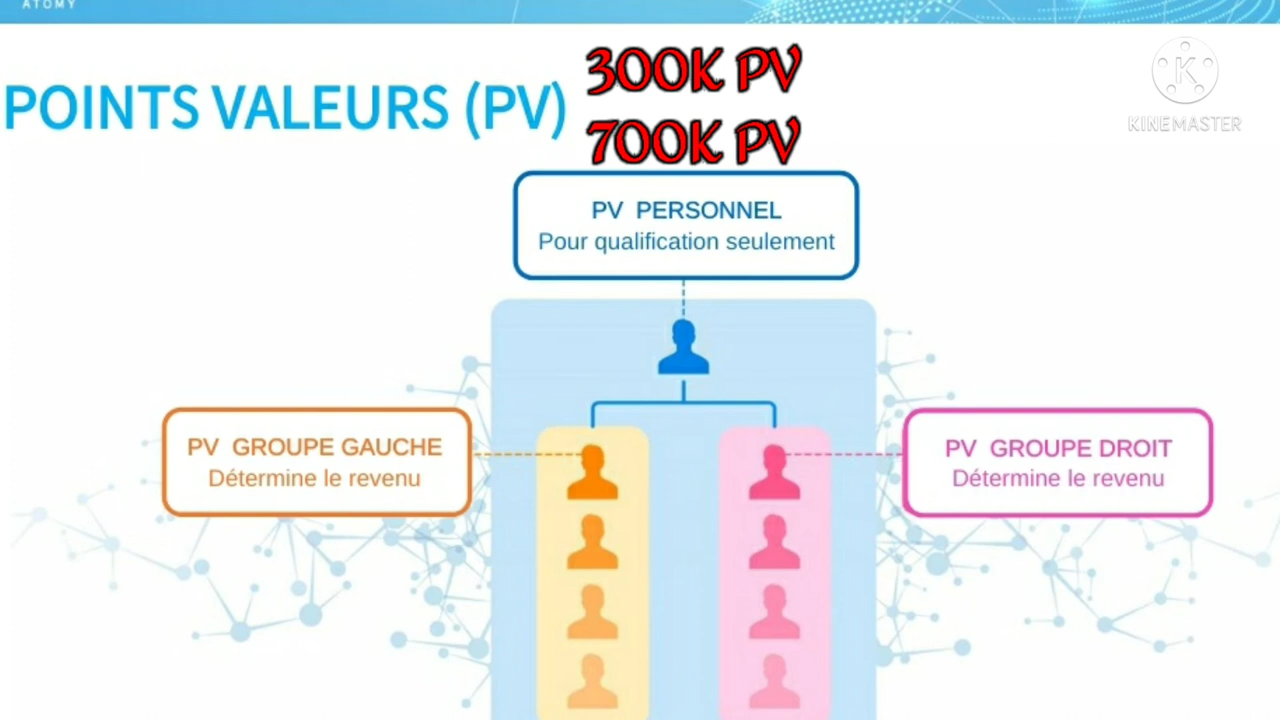 ATOMY
POINTS VALEURS (PV)
300K PV
700K PV
KINEMASTER
PV PERSONNEL
Pour qualification seulement
PV GROUPE GAUCHE
Détermine le revenu
PV GROUPE DROIT
Détermine le revenu